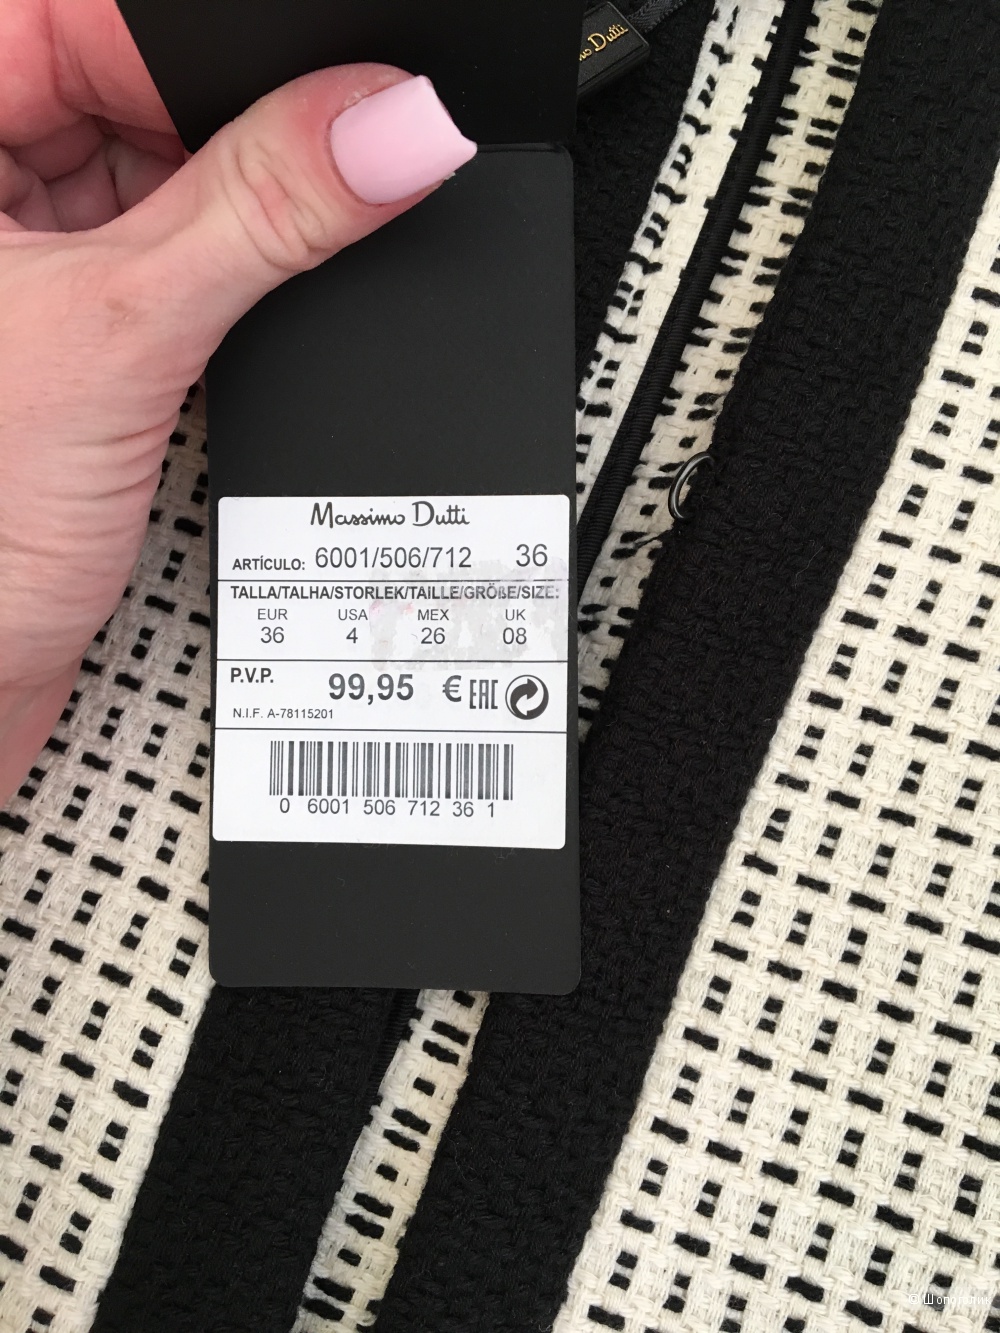 Dutti
Massimo Dutti
ARTÍCULO: 6001/506/712 36
TALLA/TALHA/STORLEK/TAILLE/GRÖßE/SIZE:
EUR USA MEX UK
36 4 26 08
P.V.P. 99,95 € EAC
N.I.F. A-78115201
0 6001 506 712 36 1
© Шопоголик